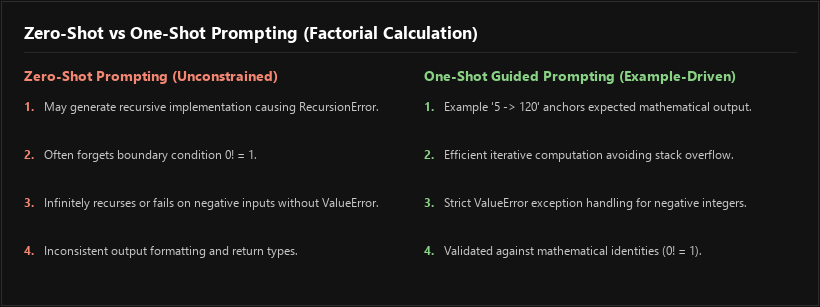 Zero-Shot vs One-Shot Prompting (Factorial Calculation)
Zero-Shot Prompting (Unconstrained)
1. May generate recursive implementation causing RecursionError.
2. Often forgets boundary condition 0! = 1.
3. Infinitely recurses or fails on negative inputs without ValueError.
4. Inconsistent output formatting and return types.
One-Shot Guided Prompting (Example-Driven)
1. Example '5 -> 120' anchors expected mathematical output.
2. Efficient iterative computation avoiding stack overflow.
3. Strict ValueError exception handling for negative integers.
4. Validated against mathematical identities (0! = 1).